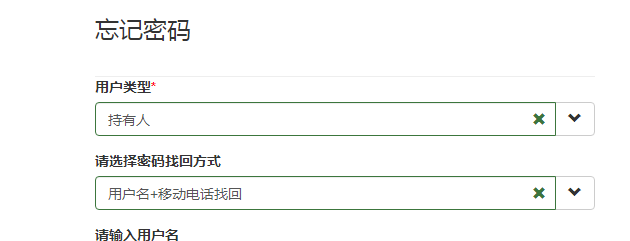 忘记密码
用户类型*
持有人
请选择密码找回方式
用户名+移动电话找回
请输入用户名